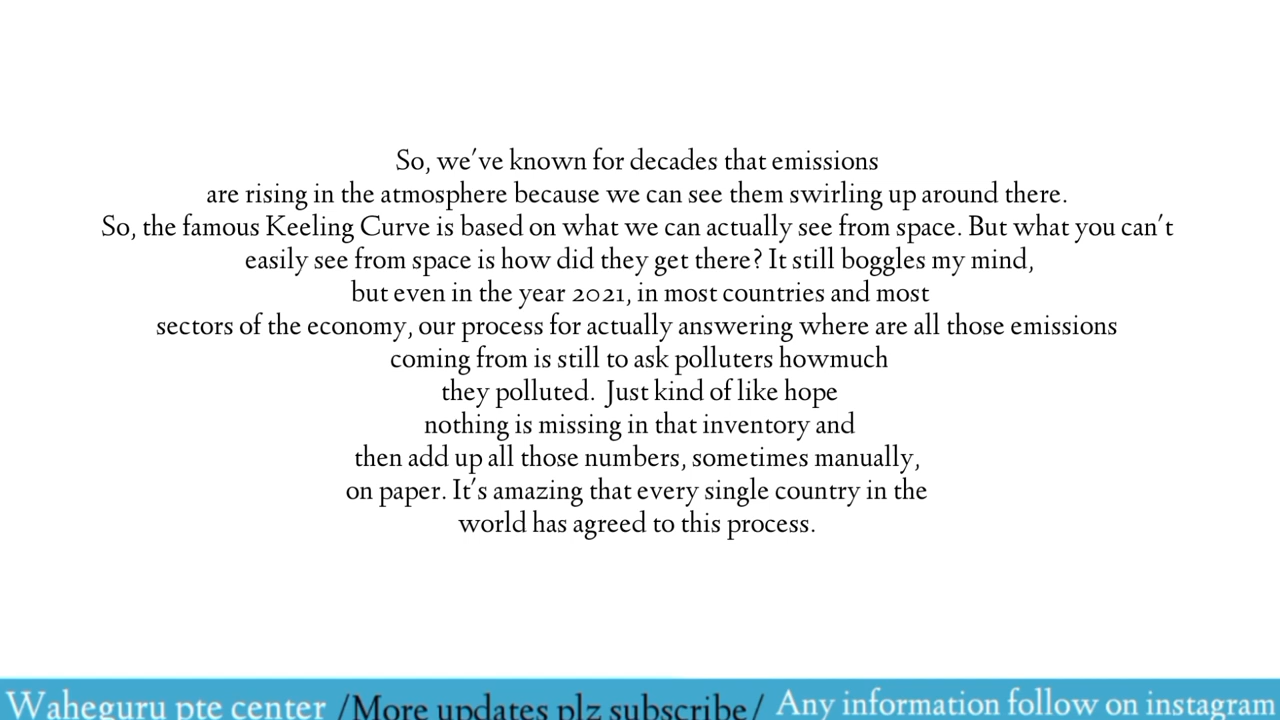 So, we've known for decades that emissions
are rising in the atmosphere because we can see them swirling up around there.
So, the famous Keeling Curve is based on what we can actually see from space. But what you can't
easily see from space is how did they get there? It still boggles my mind,
but even in the year 2021, in most countries and most
sectors of the economy, our process for actually answering where are all those emissions
coming from is still to ask polluters howmuch
they polluted. Just kind of like hope
nothing is missing in that inventory and
then add up all those numbers, sometimes manually,
on paper. It's amazing that every single country in the
world has agreed to this process.
Waheguru pte center /More updates plz subscribe/ Any information follow on instagram